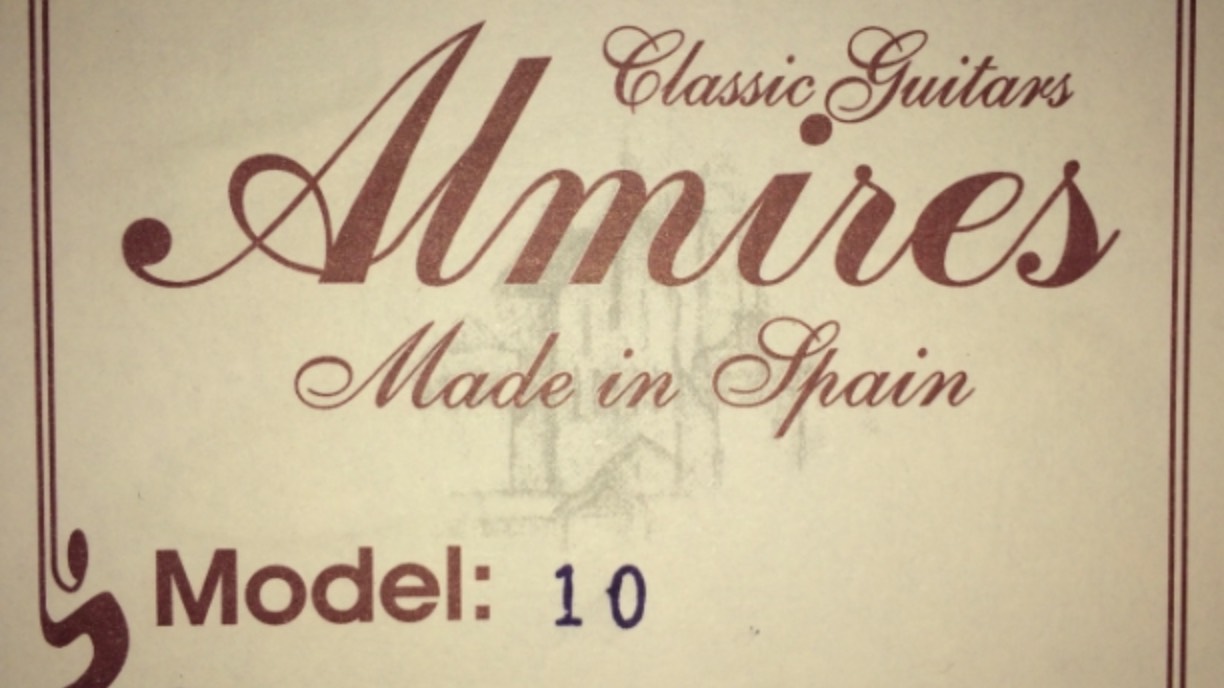 Classic Guitars
Almires
Made in Spain
Model: 10